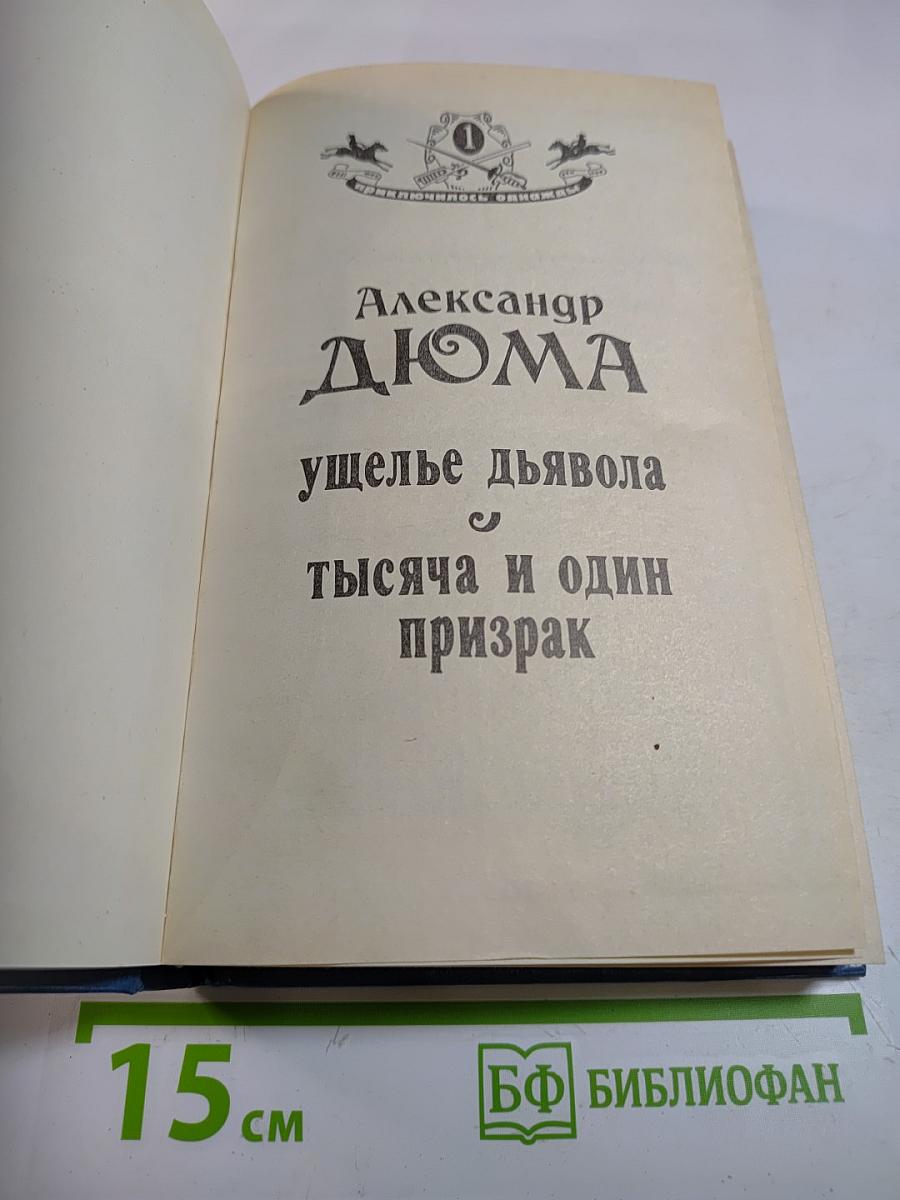 1
приключилось однажды
Александр
ДЮМА
ущелье дьявола
тысяча и один
призрак
15 см
БФ БИБЛИОФАН